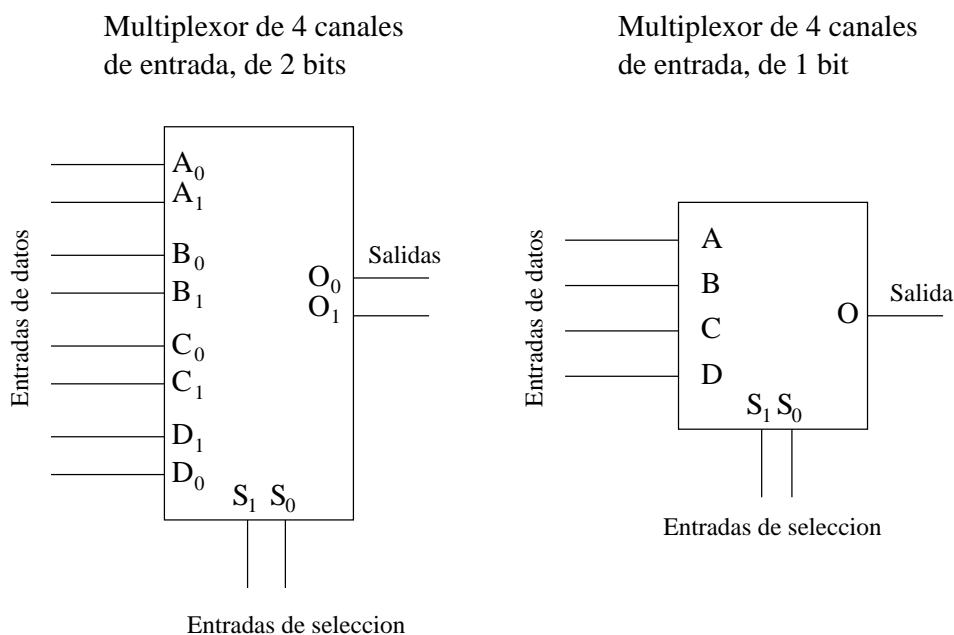 Multiplexor de 4 canales
de entrada, de 2 bits
Entradas de datos
A0
A1
B0
B1
C0
C1
D1
D0
S1 S0
O0
O1
Salidas
Entradas de seleccion
Multiplexor de 4 canales
de entrada, de 1 bit
Entradas de datos
A
B
C
D
S1 S0
O
Salida
Entradas de seleccion